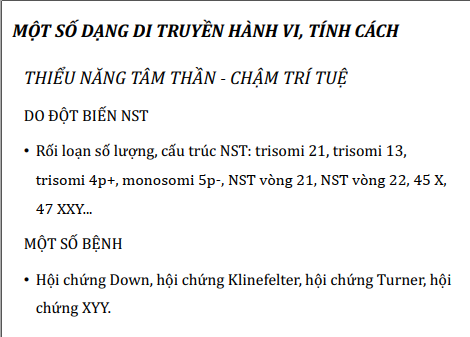 MỘT SỐ DẠNG DI TRUYỀN HÀNH VI, TÍNH CÁCH
THIỂU NĂNG TÂM THẦN - CHẬM TRÍ TUỆ
DO ĐỘT BIẾN NST
• Rối loạn số lượng, cấu trúc NST: trisomi 21, trisomi 13,
trisomi 4p+, monosomi 5p-, NST vòng 21, NST vòng 22, 45 X,
47 XXY...
MỘT SỐ BỆNH
• Hội chứng Down, hội chứng Klinefelter, hội chứng Turner, hội
chứng XYY.